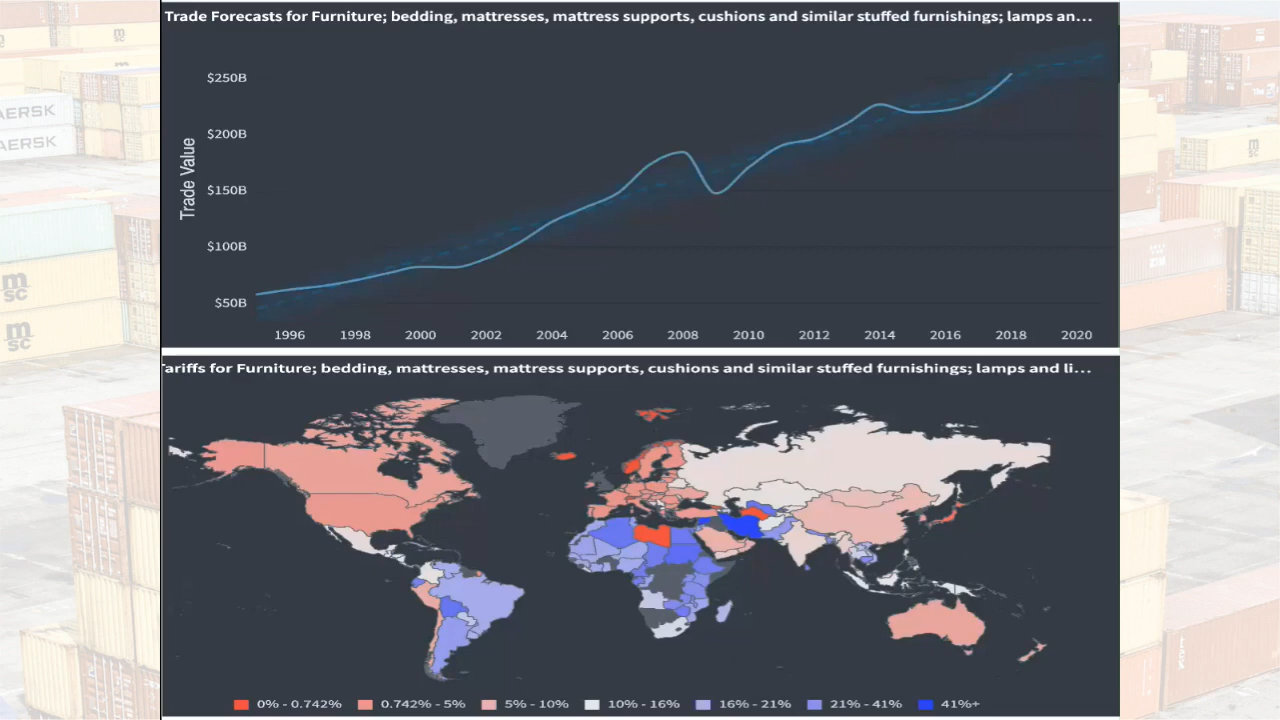 Trade Forecasts for Furniture; bedding, mattresses, mattress supports, cushions and similar stuffed furnishings; lamps an...
$250B
$200B
$150B
$100B
$50B
Trade Value
1996 1998 2000 2002 2004 2006 2008 2010 2012 2014 2016 2018 2020
Tariffs for Furniture; bedding, mattresses, mattress supports, cushions and similar stuffed furnishings; lamps and li...
0% - 0.742% 0.742% - 5% 5% - 10% 10% - 16% 16% - 21% 21% - 41% 41%+
AERSK
AERSK
msc
msc